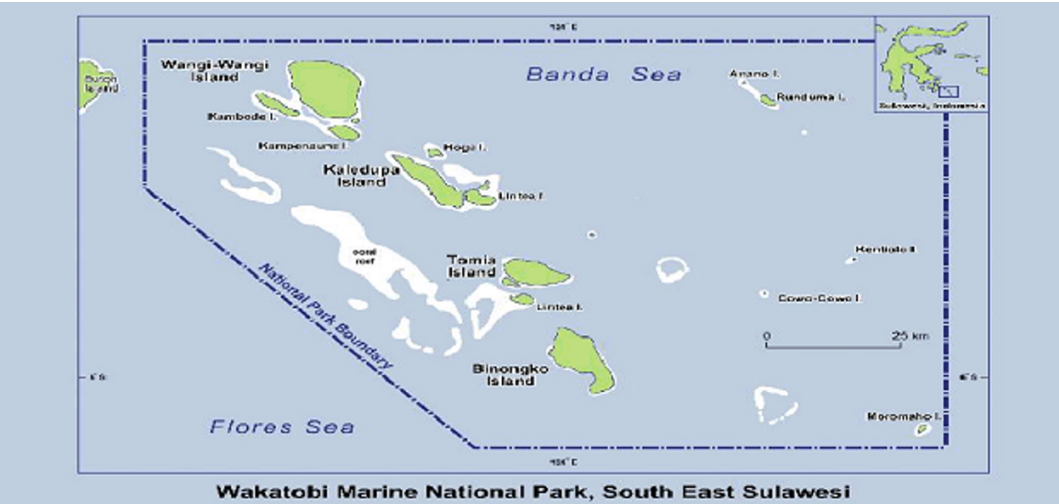 Wangi-Wangi
Island
Banda Sea
Anano I.
Runduma I.
Sulawesi, Indonesia
Island
Kambode I.
Kampenaune I.
Hoga I.
Kaledupa
Island
Lintea I.
coral
reef
Tomia
Island
Lintea I.
National Park Boundary
Cowo-Cowo I.
0 25 km
Binongko
Island
Moromaho I.
Flores Sea
Wakatobi Marine National Park, South East Sulawesi